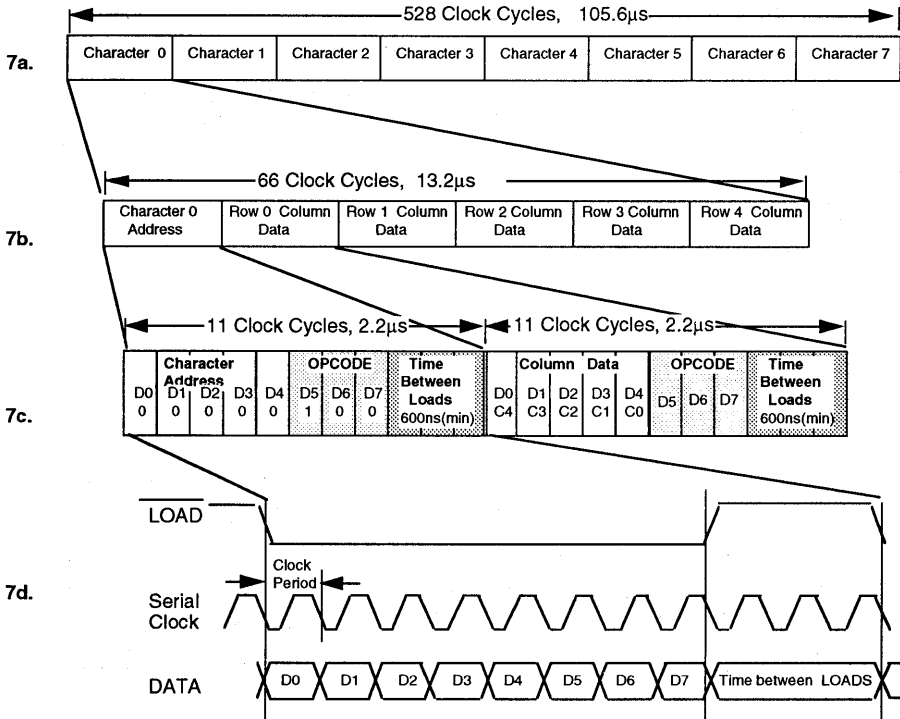 528 Clock Cycles, 105.6µs
7a.
Character 0
Character 1
Character 2
Character 3
Character 4
Character 5
Character 6
Character 7
66 Clock Cycles, 13.2µs
7b.
Character 0
Address
Row 0 Column
Data
Row 1 Column
Data
Row 2 Column
Data
Row 3 Column
Data
Row 4 Column
Data
11 Clock Cycles, 2.2µs
11 Clock Cycles, 2.2µs
7c.
Character
Address
OPCODE
Time
Between
Loads
600ns(min)
D0 D1 D2 D3 D4 D5 D6 D7
0 0 0 0 0 1 0 0
Column Data
OPCODE
Time
Between
Loads
600ns(min)
D0 D1 D2 D3 D4 D5 D6 D7
C4 C3 C2 C1 C0
7d.
LOAD
Clock
Period
Serial
Clock
DATA
D0 D1 D2 D3 D4 D5 D6 D7 Time between LOADS